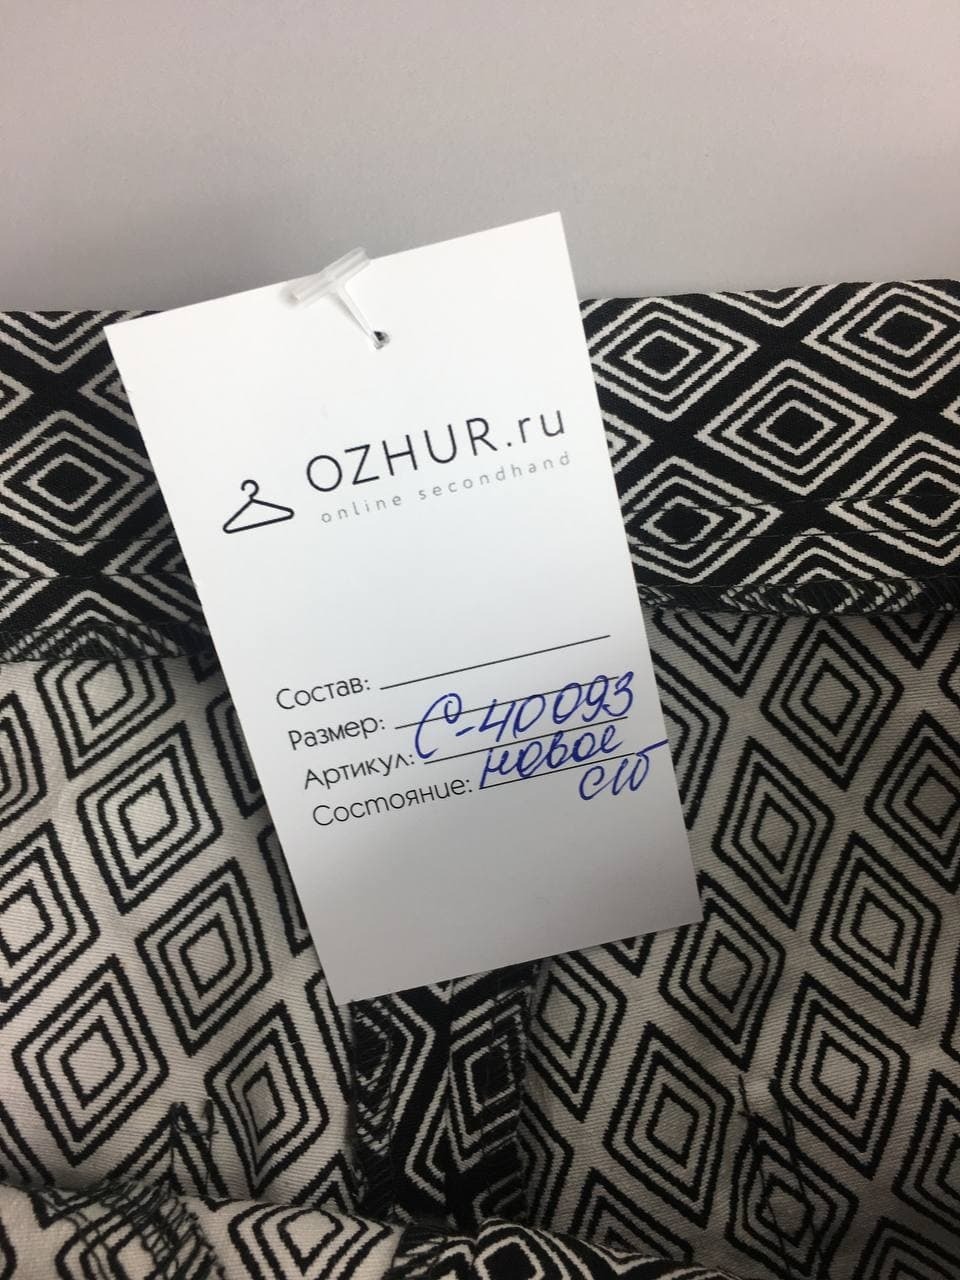 OZHUR.ru
online secondhand
Состав:
Размер:
Артикул: С-40093
Состояние: новое